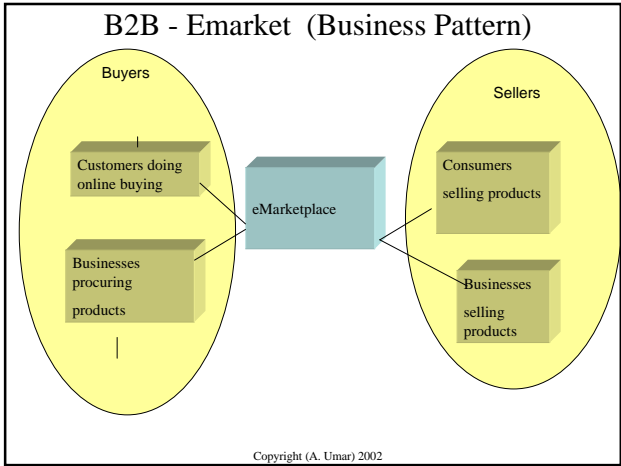 B2B - Emarket (Business Pattern)
Buyers
Customers doing
online buying
Businesses
procuring
products
eMarketplace
Sellers
Consumers
selling products
Businesses
selling
products
Copyright (A. Umar) 2002